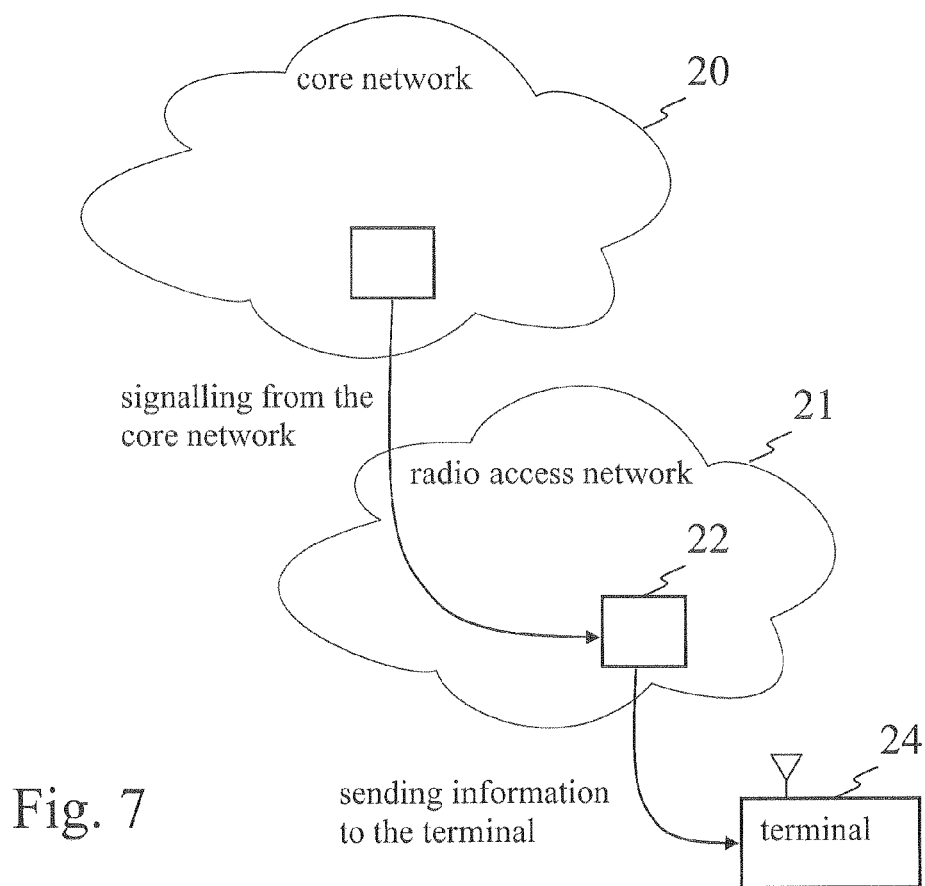 core network
20
signalling from the
core network
21
radio access network
22
24
sending information
to the terminal
terminal
Fig. 7